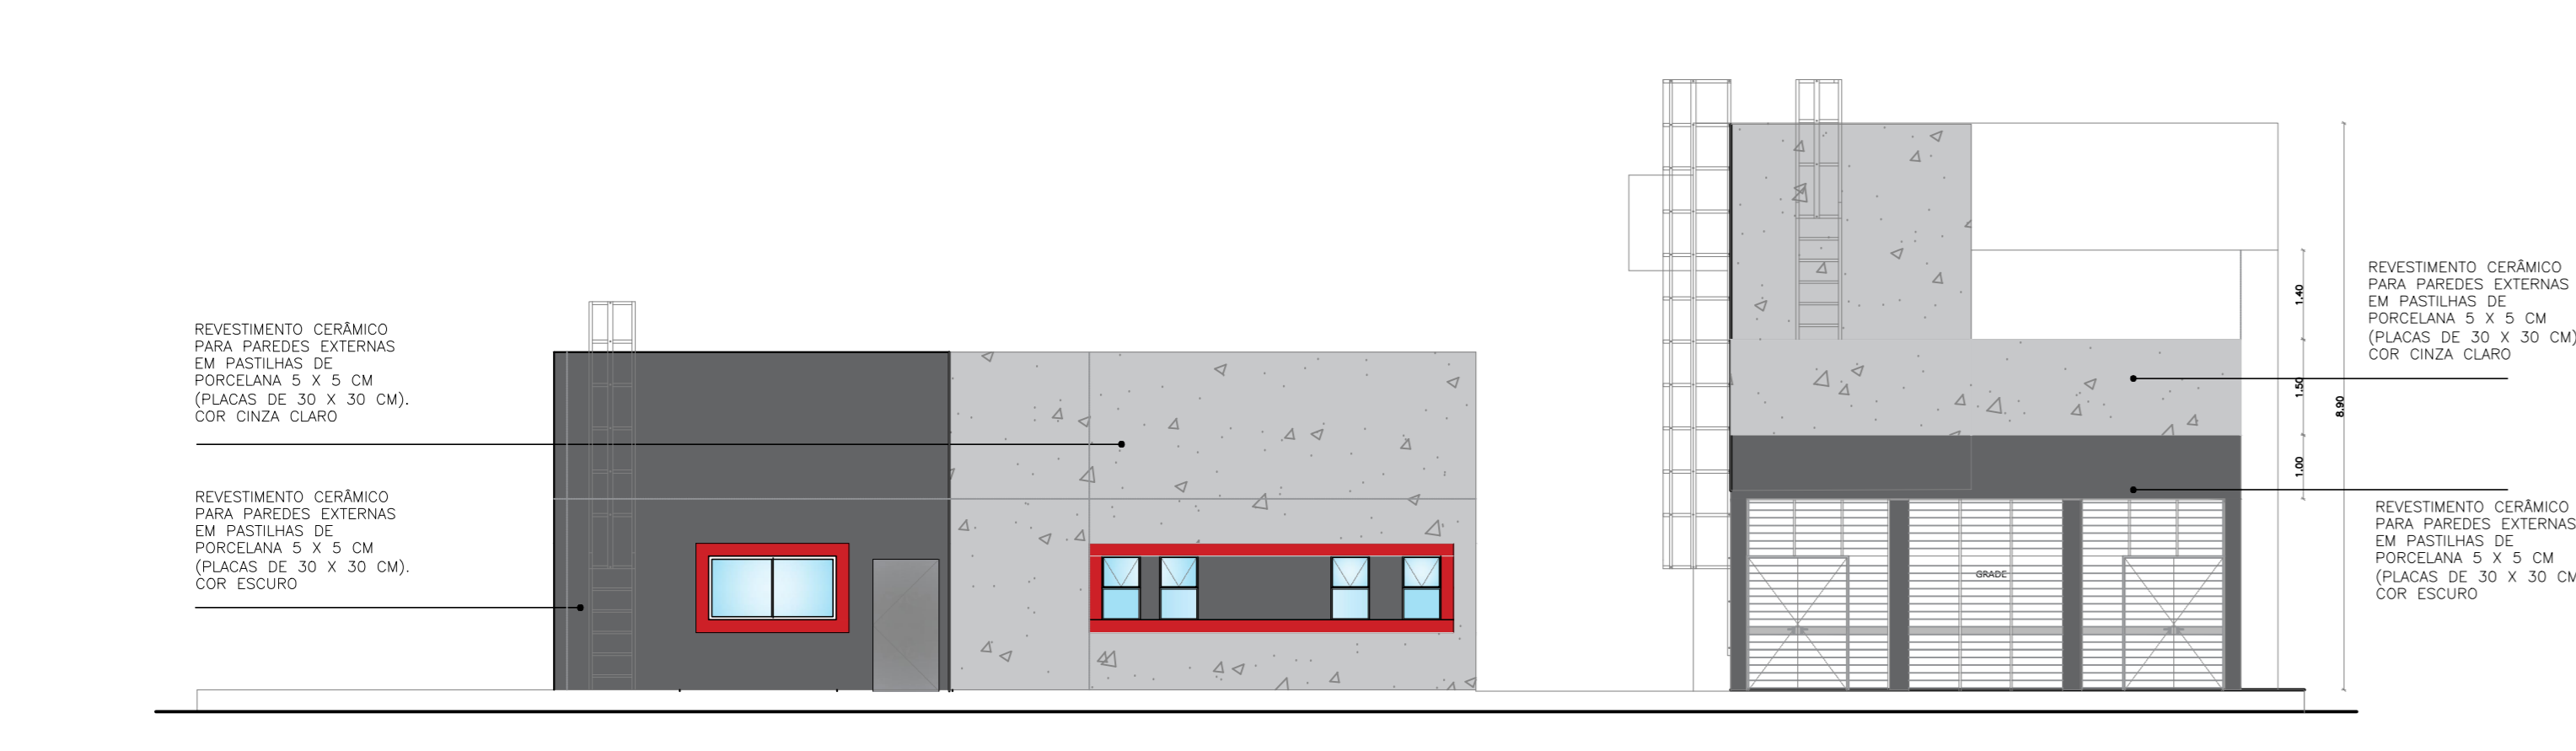 REVESTIMENTO CERÂMICO
PARA PAREDES EXTERNAS
EM PASTILHAS DE
PORCELANA 5 X 5 CM
(PLACAS DE 30 X 30 CM).
COR CINZA CLARO
REVESTIMENTO CERÂMICO
PARA PAREDES EXTERNAS
EM PASTILHAS DE
PORCELANA 5 X 5 CM
(PLACAS DE 30 X 30 CM).
COR ESCURO
GRADE
1.40
1.50
1.00
8.90
REVESTIMENTO CERÂMICO
PARA PAREDES EXTERNAS
EM PASTILHAS DE
PORCELANA 5 X 5 CM
(PLACAS DE 30 X 30 CM)
COR CINZA CLARO
REVESTIMENTO CERÂMICO
PARA PAREDES EXTERNAS
EM PASTILHAS DE
PORCELANA 5 X 5 CM
(PLACAS DE 30 X 30 CM
COR ESCURO